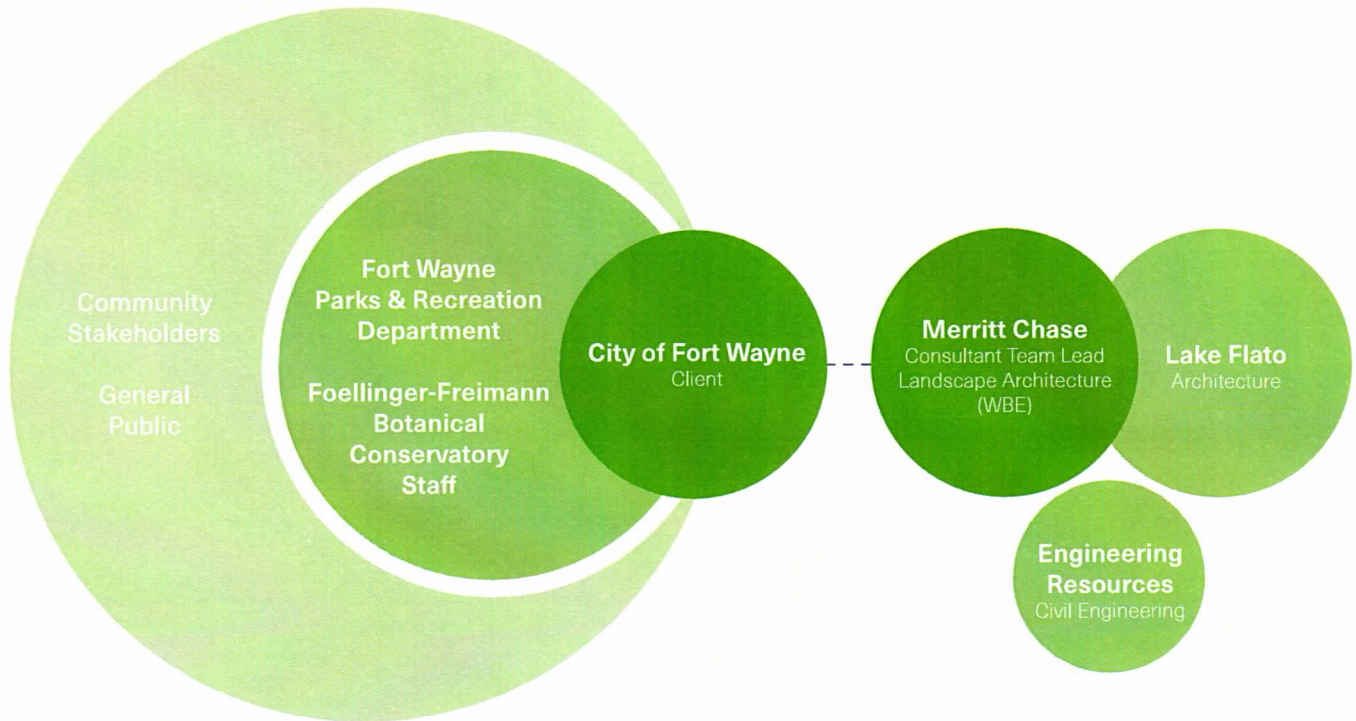 Community
Stakeholders
General
Public
Fort Wayne
Parks & Recreation
Department
Foellinger-Freimann
Botanical
Conservatory
Staff
City of Fort Wayne
Client
Merritt Chase
Consultant Team Lead
Landscape Architecture
(WBE)
Lake Flato
Architecture
Engineering
Resources
Civil Engineering